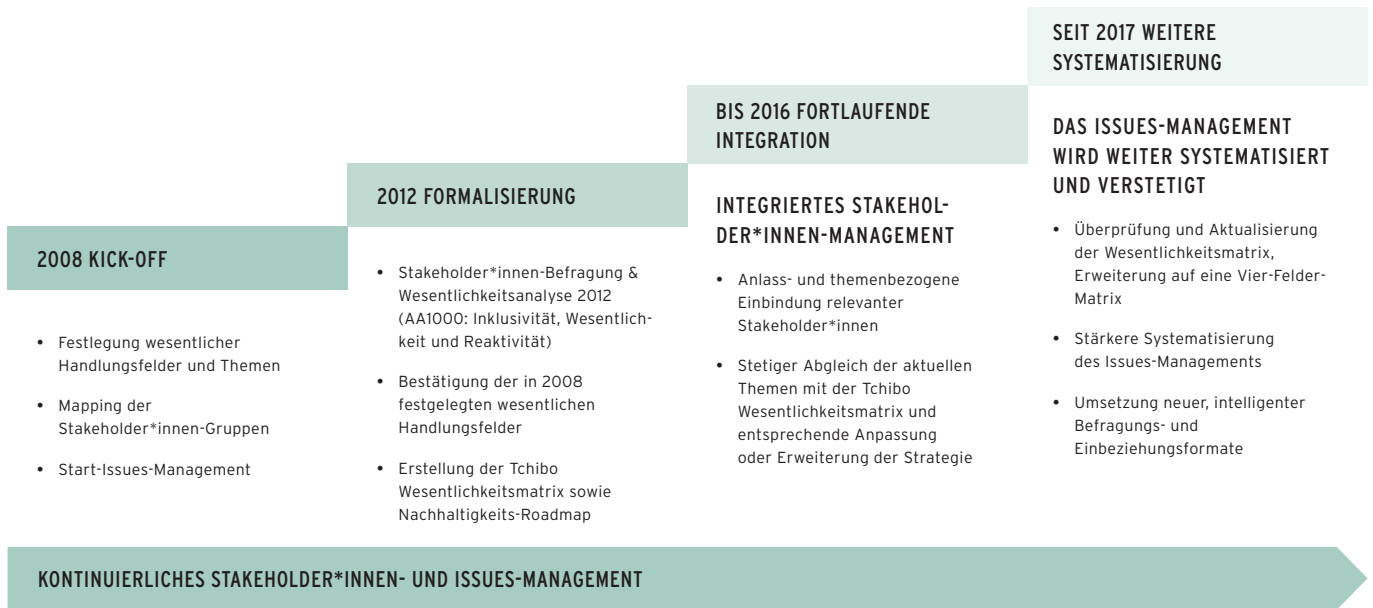 2008 KICK-OFF
• Festlegung wesentlicher
Handlungsfelder und Themen
• Mapping der
Stakeholder*innen-Gruppen
• Start-Issues-Management
2012 FORMALISIERUNG
• Stakeholder*innen-Befragung &
Wesentlichkeitsanalyse 2012
(AA1000: Inklusivität, Wesentlich-
keit und Reaktivität)
• Bestätigung der in 2008
festgelegten wesentlichen
Handlungsfelder
• Erstellung der Tchibo
Wesentlichkeitsmatrix sowie
Nachhaltigkeits-Roadmap
BIS 2016 FORTLAUFENDE
INTEGRATION
INTEGRIERTES STAKEHOL-
DER*INNEN-MANAGEMENT
• Anlass- und themenbezogene
Einbindung relevanter
Stakeholder*innen
• Stetiger Abgleich der aktuellen
Themen mit der Tchibo
Wesentlichkeitsmatrix und
entsprechende Anpassung
oder Erweiterung der Strategie
SEIT 2017 WEITERE
SYSTEMATISIERUNG
DAS ISSUES-MANAGEMENT
WIRD WEITER SYSTEMATISIERT
UND VERSTETIGT
• Überprüfung und Aktualisierung
der Wesentlichkeitsmatrix,
Erweiterung auf eine Vier-Felder-
Matrix
• Stärkere Systematisierung
des Issues-Managements
• Umsetzung neuer, intelligenter
Befragungs- und
Einbeziehungsformate
KONTINUIERLICHES STAKEHOLDER*INNEN- UND ISSUES-MANAGEMENT